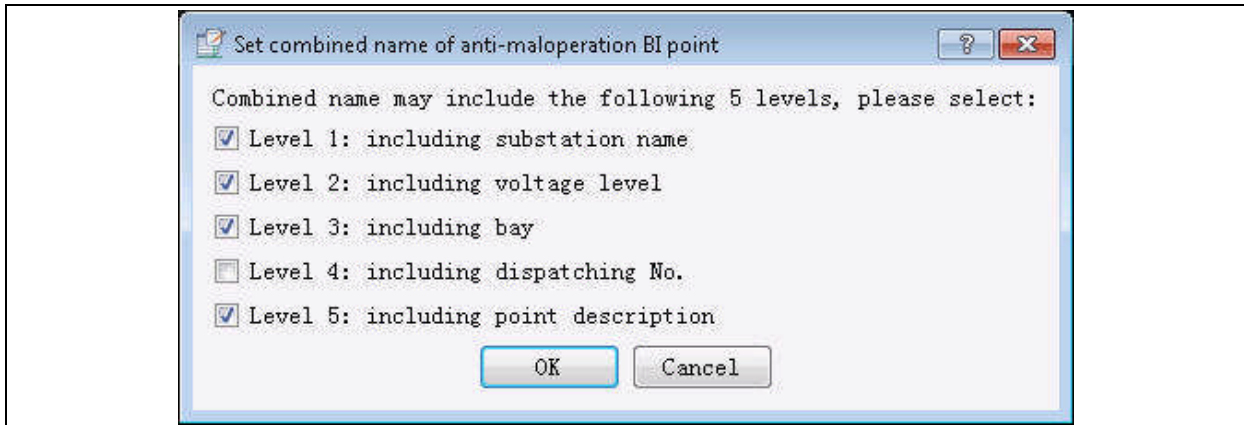 Set combined name of anti-maloperation BI point
Combined name may include the following 5 levels, please select:
Level 1: including substation name
Level 2: including voltage level
Level 3: including bay
Level 4: including dispatching No.
Level 5: including point description
OK Cancel